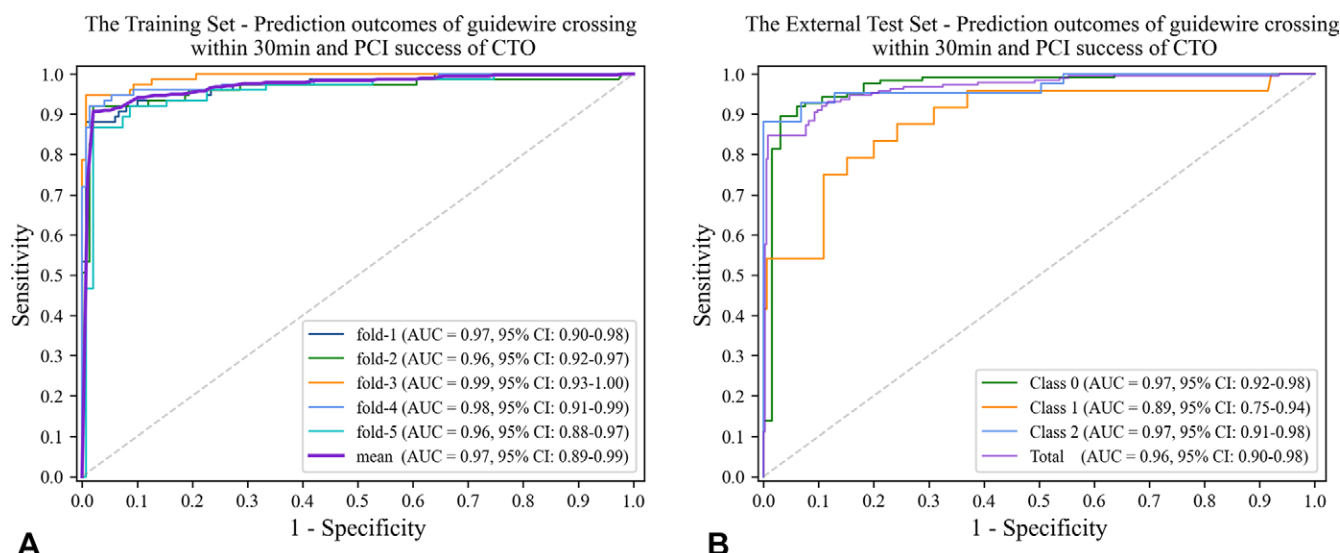 The Training Set - Prediction outcomes of guidewire crossing
within 30min and PCI success of CTO
1.0
0.9
0.8
0.7
0.6
0.5
0.4
0.3
0.2
0.1
0.0
Sensitivity
fold-1 (AUC = 0.97, 95% CI: 0.90-0.98)
fold-2 (AUC = 0.96, 95% CI: 0.92-0.97)
fold-3 (AUC = 0.99, 95% CI: 0.93-1.00)
fold-4 (AUC = 0.98, 95% CI: 0.91-0.99)
fold-5 (AUC = 0.96, 95% CI: 0.88-0.97)
mean (AUC = 0.97, 95% CI: 0.89-0.99)
0.0 0.1 0.2 0.3 0.4 0.5 0.6 0.7 0.8 0.9 1.0
1 - Specificity
A
The External Test Set - Prediction outcomes of guidewire crossing
within 30min and PCI success of CTO
1.0
0.9
0.8
0.7
0.6
0.5
0.4
0.3
0.2
0.1
0.0
Sensitivity
Class 0 (AUC = 0.97, 95% CI: 0.92-0.98)
Class 1 (AUC = 0.89, 95% CI: 0.75-0.94)
Class 2 (AUC = 0.97, 95% CI: 0.91-0.98)
Total (AUC = 0.96, 95% CI: 0.90-0.98)
0.0 0.1 0.2 0.3 0.4 0.5 0.6 0.7 0.8 0.9 1.0
1 - Specificity
B